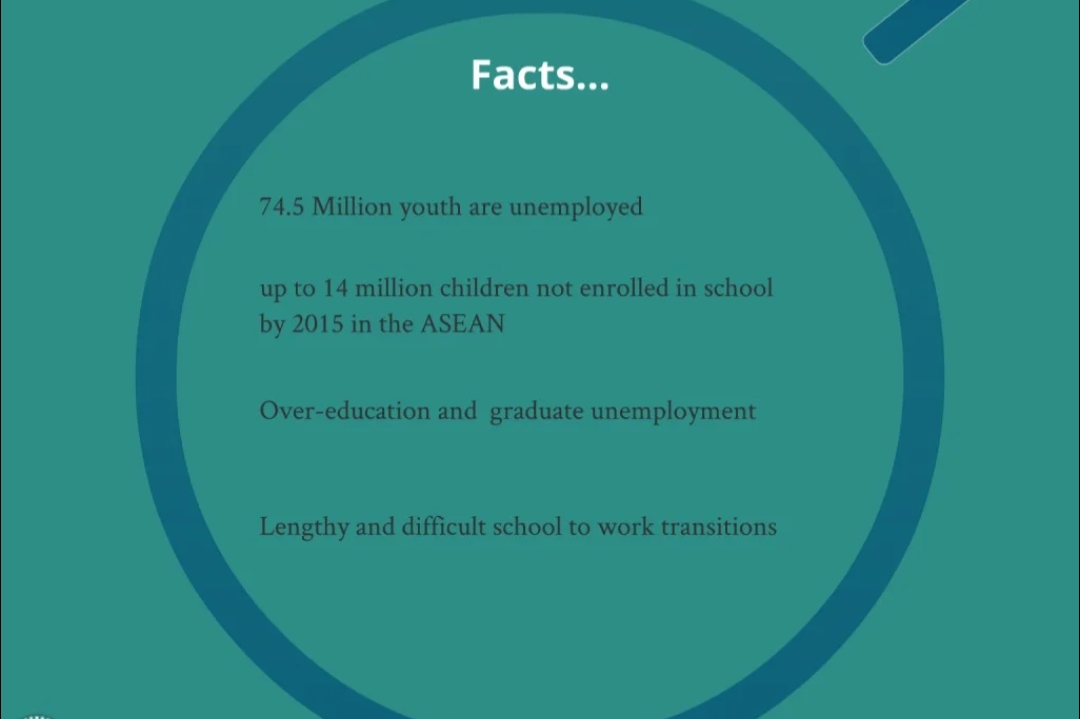 Facts...
74.5 Million youth are unemployed
up to 14 million children not enrolled in school
by 2015 in the ASEAN
Over-education and  graduate unemployment
Lengthy and difficult school to work transitions